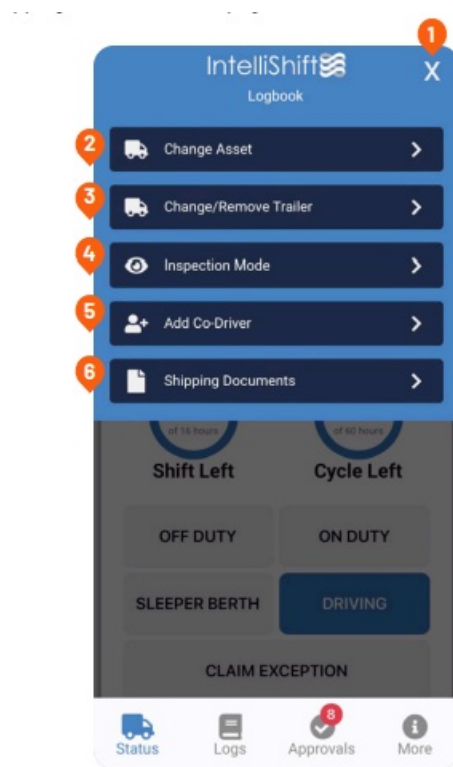 1
IntelliShift
X
Logbook
2
Change Asset
3
Change/Remove Trailer
4
Inspection Mode
5
Add Co-Driver
6
Shipping Documents
of 16 hours
of 60 hours
Shift Left
Cycle Left
OFF DUTY
ON DUTY
SLEEPER BERTH
DRIVING
CLAIM EXCEPTION
8
Status
Logs
Approvals
More